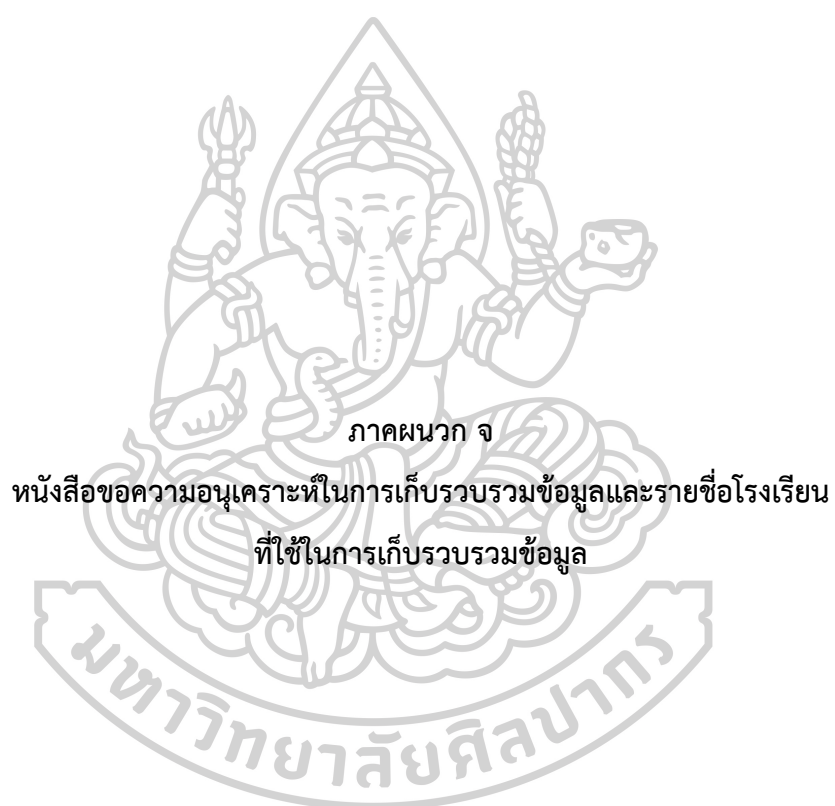 ภาคผนวก จ
หนังสือขอความอนุเคราะห์ในการเก็บรวบรวมข้อมูลและรายชื่อโรงเรียน
ที่ใช้ในการเก็บรวบรวมข้อมูล
มหาวิทยาลัยศิลปากร